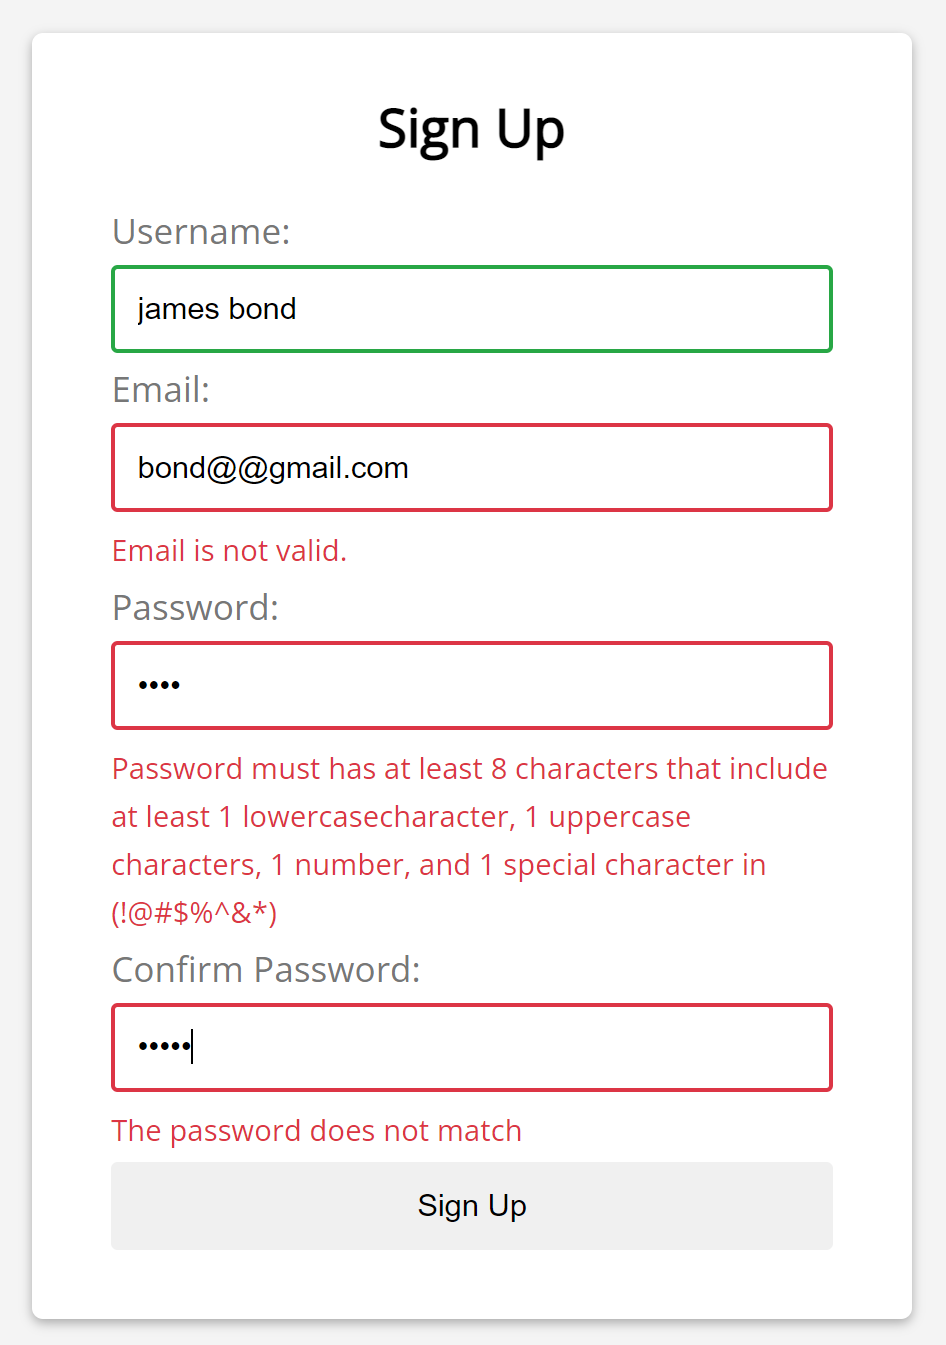 Sign Up
Username:
james bond
Email:
bond@@gmail.com
Email is not valid.
Password:
••••
Password must has at least 8 characters that include
at least 1 lowercasecharacter, 1 uppercase
characters, 1 number, and 1 special character in
(!@#$%^&*)
Confirm Password:
•••••
The password does not match
Sign Up